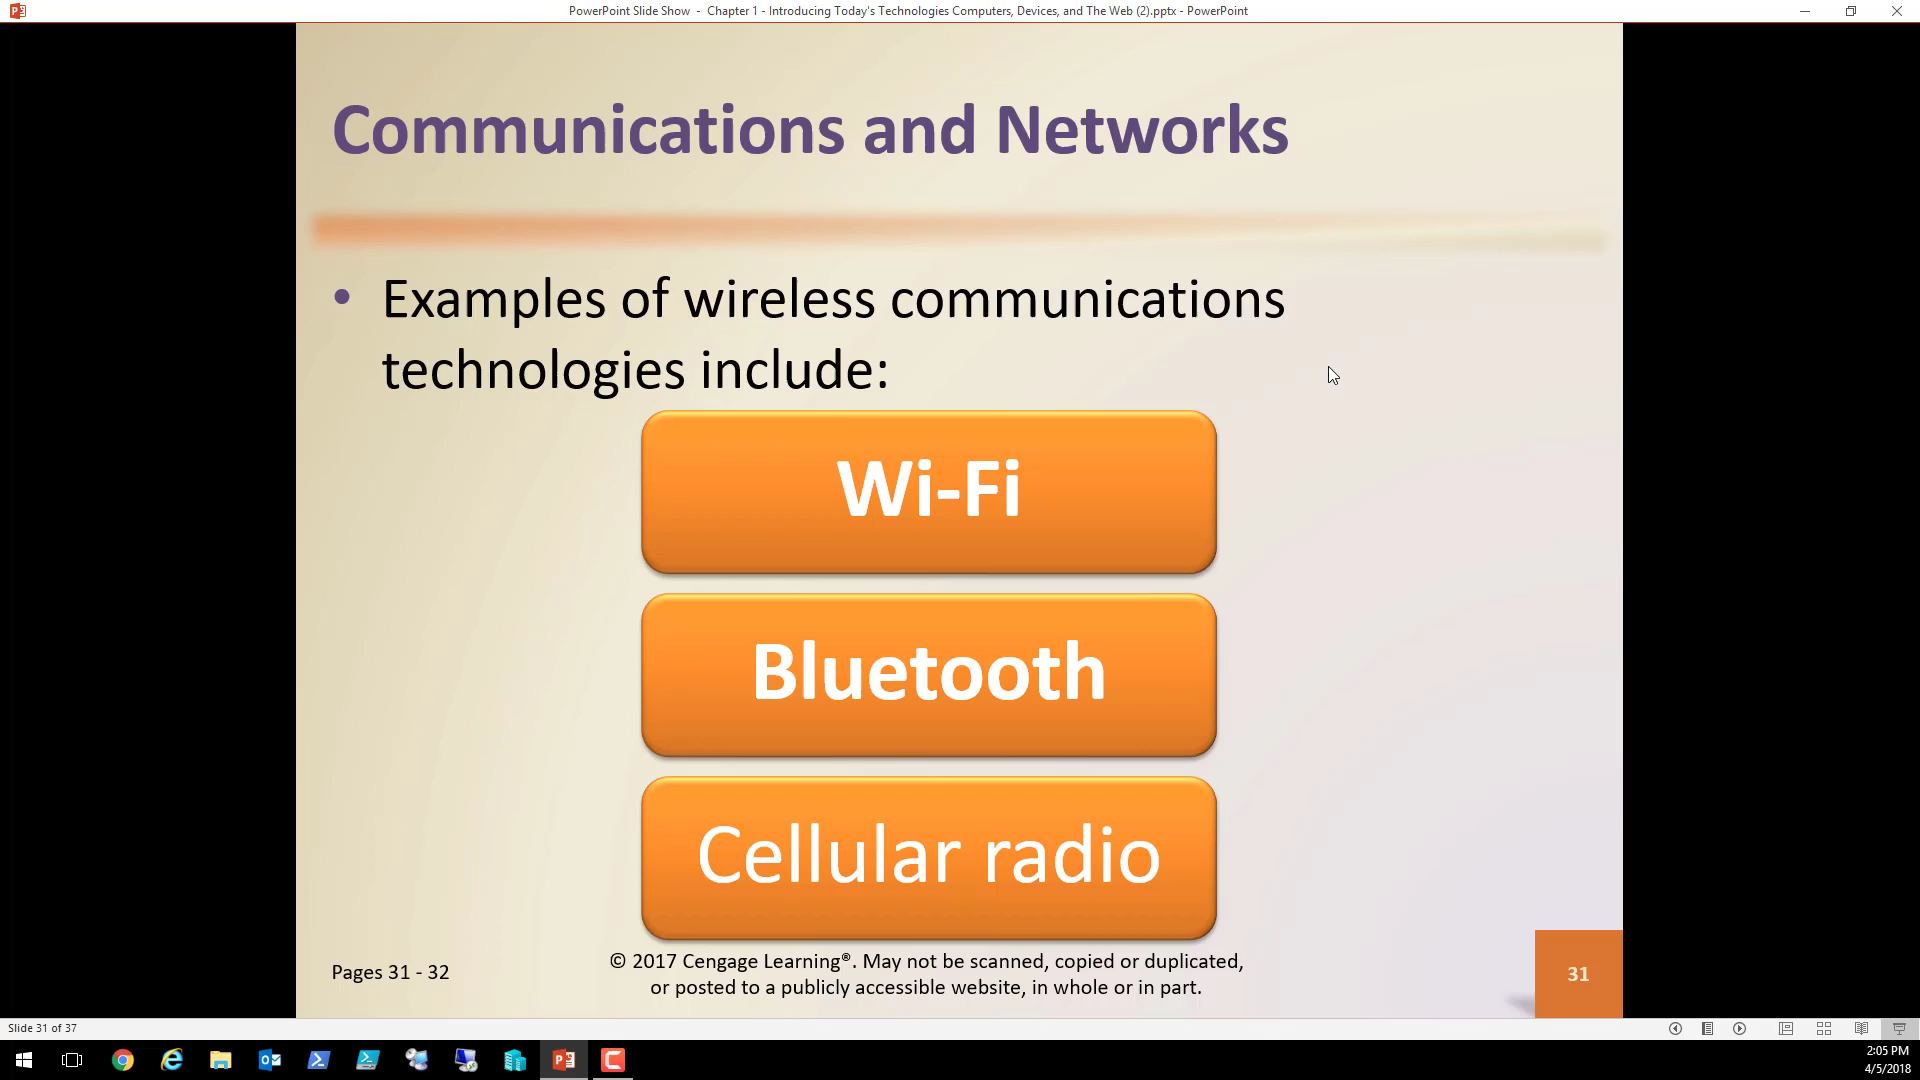 PowerPoint Slide Show - Chapter 1 - Introducing Today's Technologies Computers, Devices, and The Web (2).pptx - PowerPoint
Communications and Networks
• Examples of wireless communications
technologies include:
Wi-Fi
Bluetooth
Cellular radio
Pages 31 - 32
© 2017 Cengage Learning®. May not be scanned, copied or duplicated,
or posted to a publicly accessible website, in whole or in part.
31
Slide 31 of 37
2:05 PM
4/5/2018